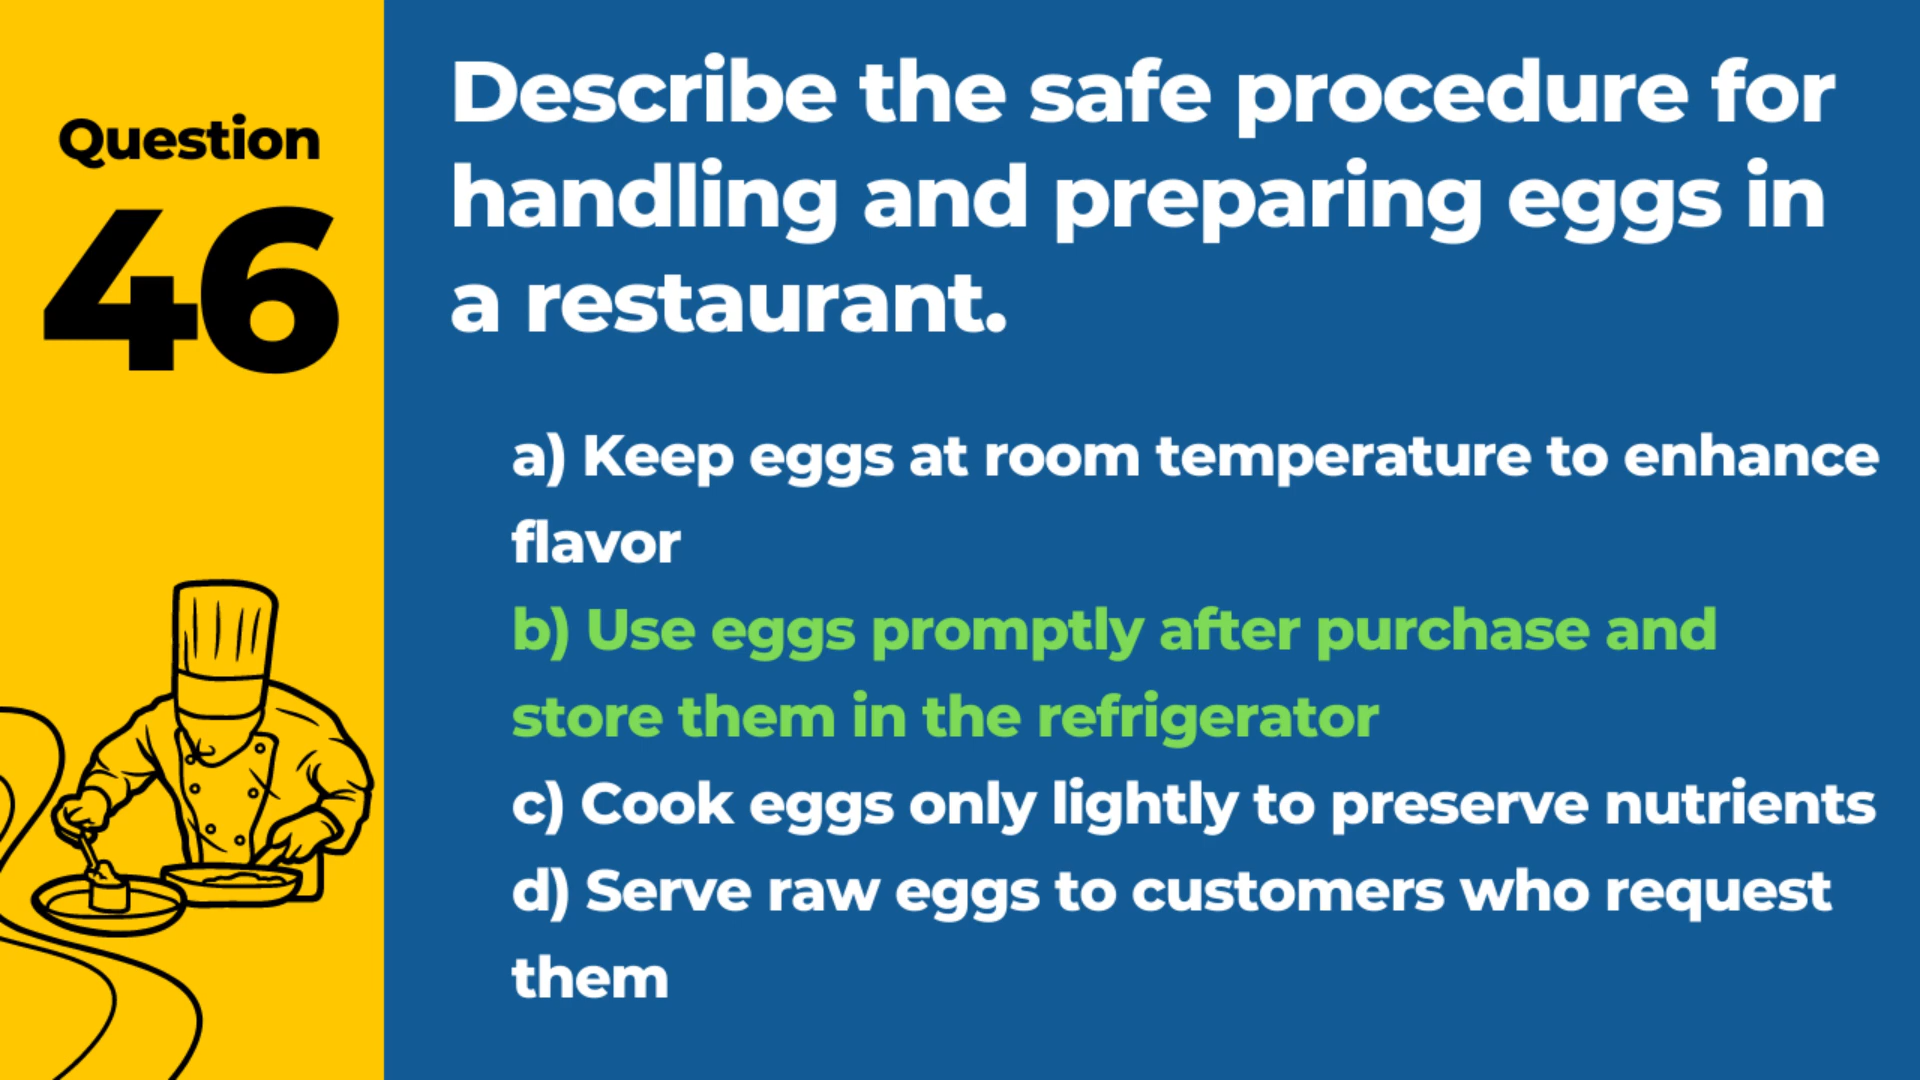 Question
46
Describe the safe procedure for
handling and preparing eggs in
a restaurant.
a) Keep eggs at room temperature to enhance
flavor
b) Use eggs promptly after purchase and
store them in the refrigerator
c) Cook eggs only lightly to preserve nutrients
d) Serve raw eggs to customers who request
them